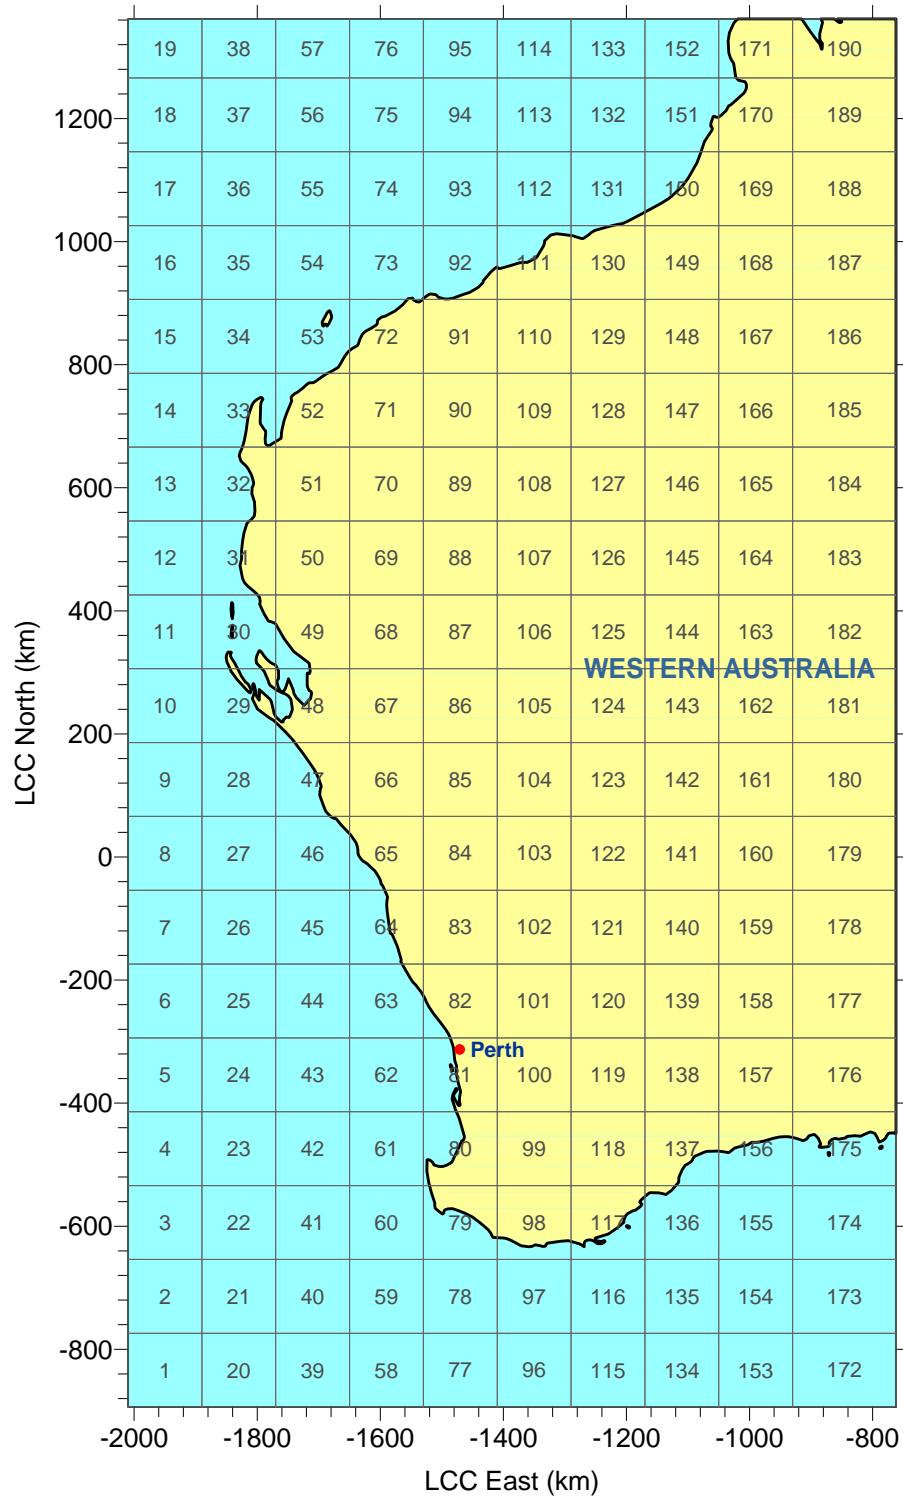 19 38 57 76 95 114 133 152 171 190
1200 18 37 56 75 94 113 132 151 170 189
17 36 55 74 93 112 131 150 169 188
1000
16 35 54 73 92 111 130 149 168 187
15 34 53 72 91 110 129 148 167 186
800
14 33 52 71 90 109 128 147 166 185
600 13 32 51 70 89 108 127 146 165 184
12 31 50 69 88 107 126 145 164 183
400
11 30 49 68 87 106 125 144 163 182
WESTERN AUSTRALIA
10 29 48 67 86 105 124 143 162 181
200
9 28 47 66 85 104 123 142 161 180
0 8 27 46 65 84 103 122 141 160 179
7 26 45 64 83 102 121 140 159 178
-200
6 25 44 63 82 101 120 139 158 177
Perth
5 24 43 62 81 100 119 138 157 176
-400
4 23 42 61 80 99 118 137 156 175
-600 3 22 41 60 79 98 117 136 155 174
2 21 40 59 78 97 116 135 154 173
-800
1 20 39 58 77 96 115 134 153 172
-2000 -1800 -1600 -1400 -1200 -1000 -800
LCC East (km)
LCC North (km)